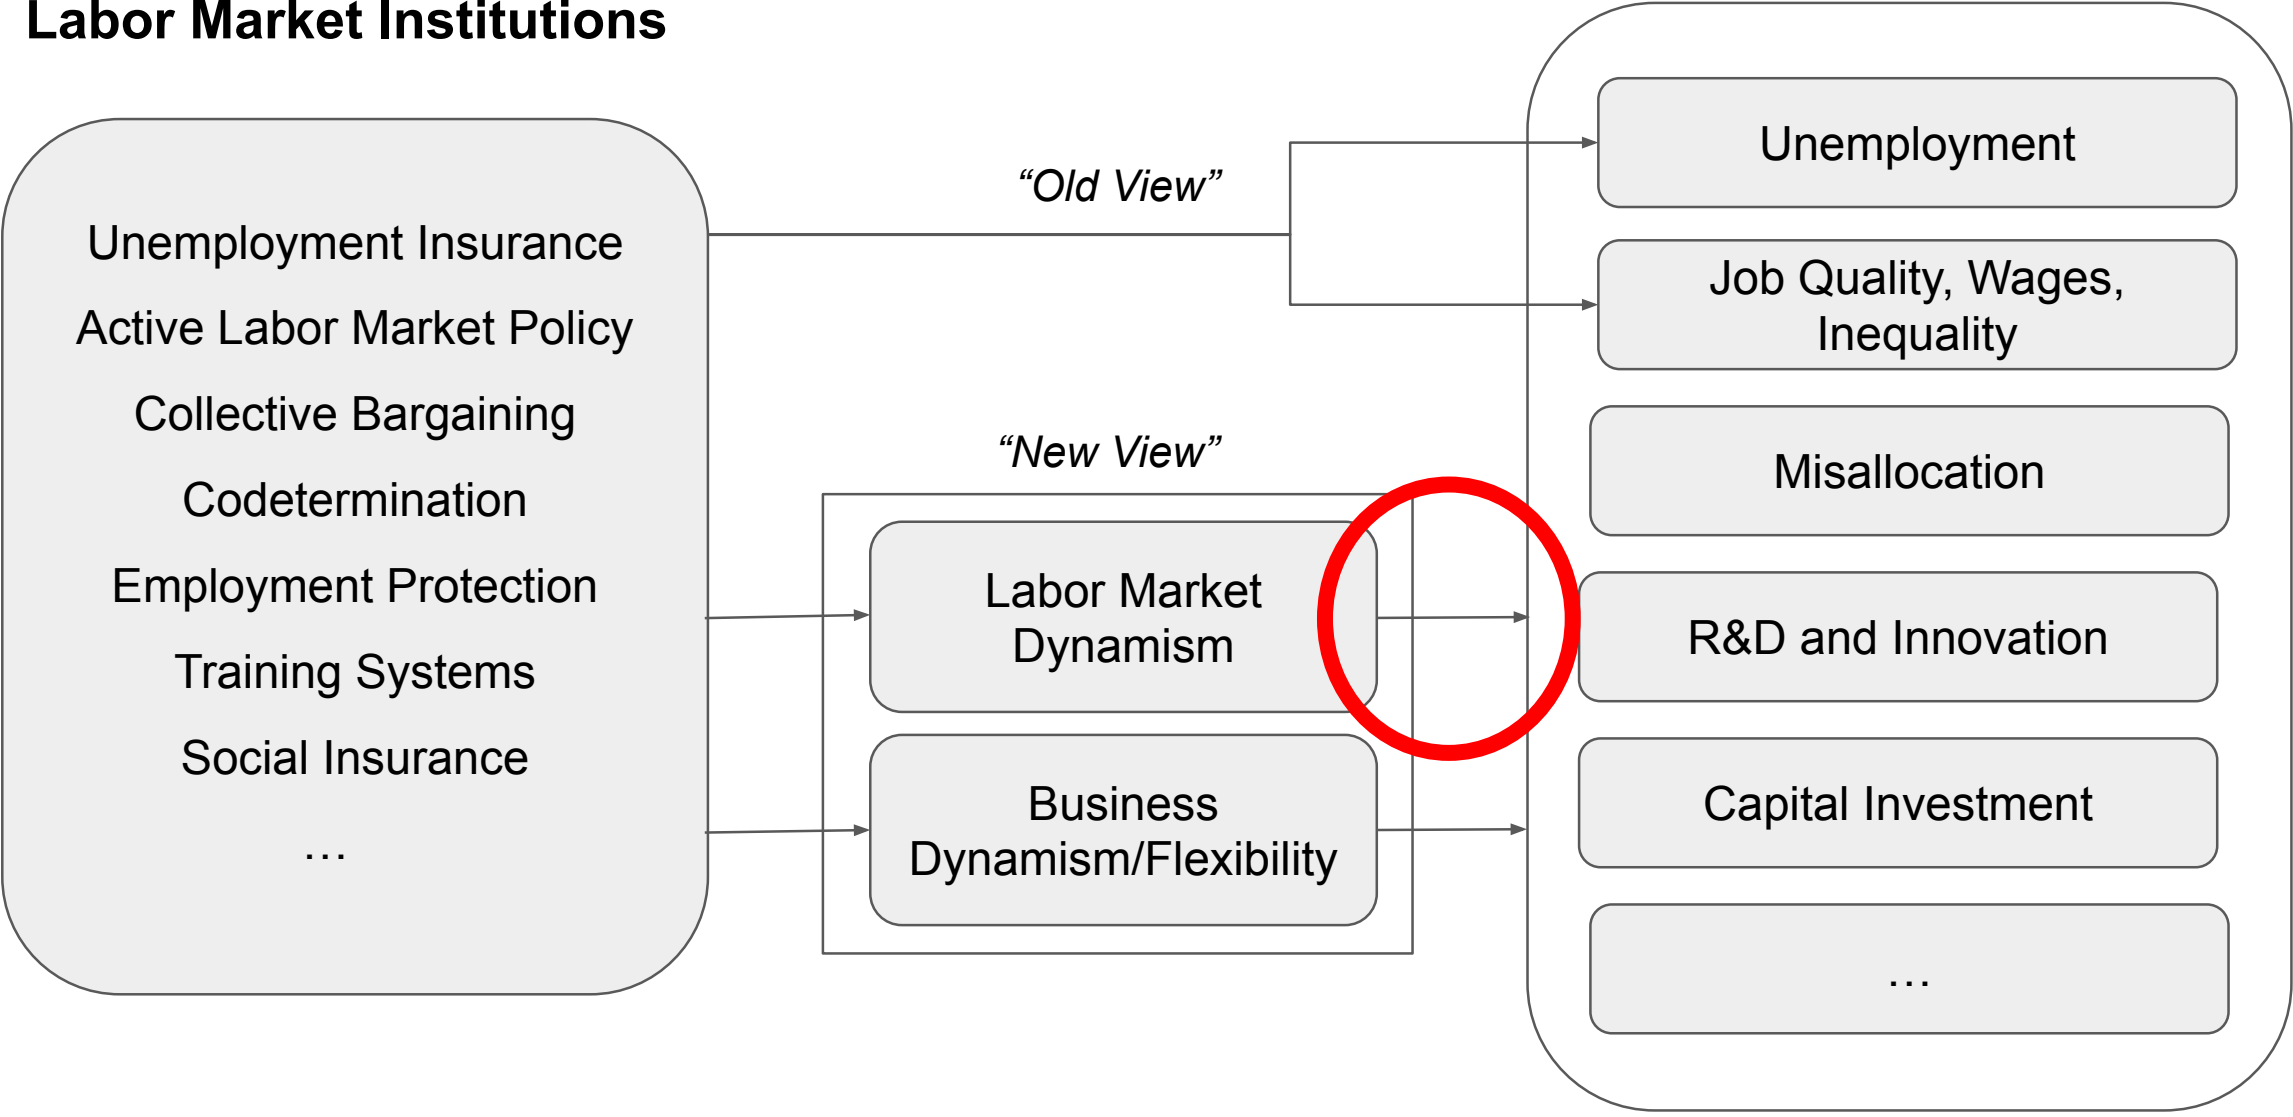 Labor Market Institutions
Unemployment Insurance
Active Labor Market Policy
Collective Bargaining
Codetermination
Employment Protection
Training Systems
Social Insurance
…
“Old View”
“New View”
Labor Market
Dynamism
Business
Dynamism/Flexibility
Unemployment
Job Quality, Wages,
Inequality
Misallocation
R&D and Innovation
Capital Investment
…